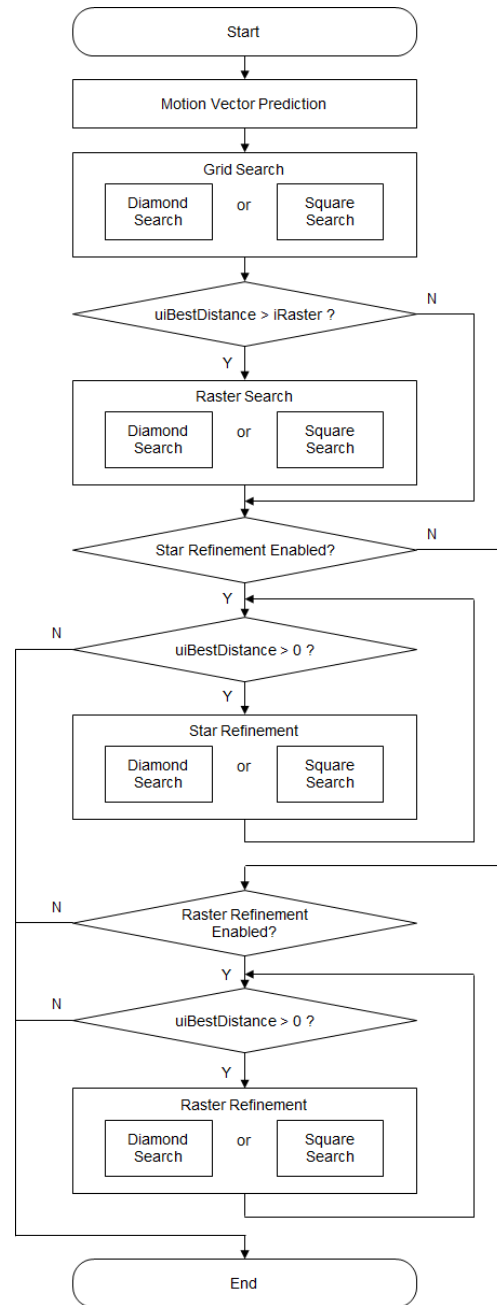 Start
Motion Vector Prediction
Grid Search
Diamond
Search
or
Square
Search
uiBestDistance > iRaster ?
N
Y
Raster Search
Diamond
Search
or
Square
Search
Star Refinement Enabled?
N
Y
N
uiBestDistance > 0 ?
Y
Star Refinement
Diamond
Search
or
Square
Search
N
Raster Refinement
Enabled?
Y
N
uiBestDistance > 0 ?
Y
Raster Refinement
Diamond
Search
or
Square
Search
End